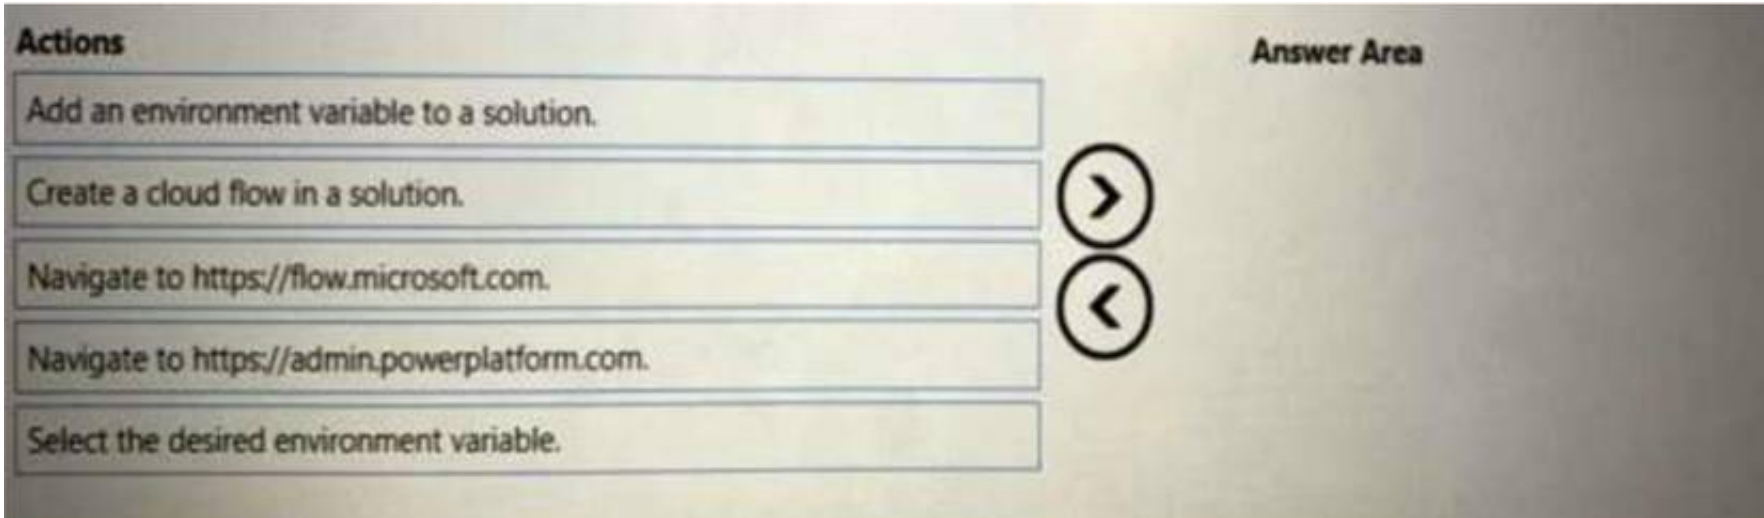 Actions
Answer Area
Add an environment variable to a solution.
Create a cloud flow in a solution.
Navigate to https://flow.microsoft.com.
Navigate to https://admin.powerplatform.com.
Select the desired environment variable.